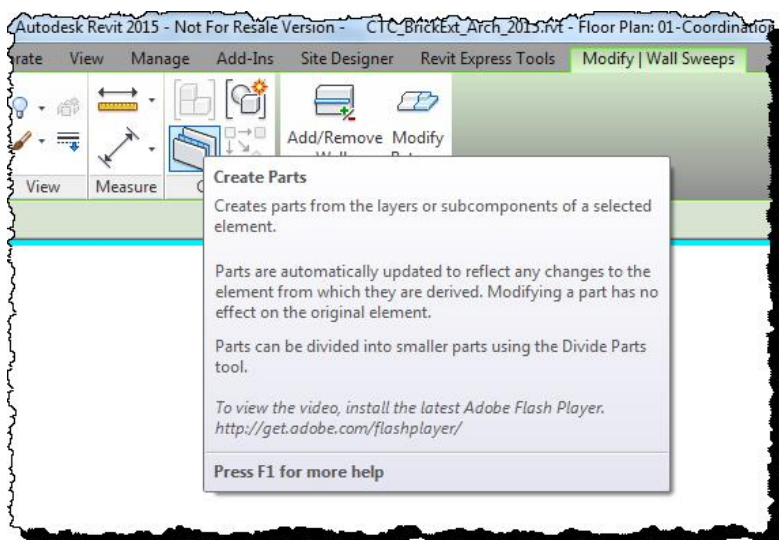 Autodesk Revit 2015 - Not For Resale Version - CTC_BrickExt_Arch_2015.rvt - Floor Plan: 01-Coordination
orate View Manage Add-Ins Site Designer Revit Express Tools Modify | Wall Sweeps
Add/Remove Modify
View Measure
Create Parts
Creates parts from the layers or subcomponents of a selected
element.
Parts are automatically updated to reflect any changes to the
element from which they are derived. Modifying a part has no
effect on the original element.
Parts can be divided into smaller parts using the Divide Parts
tool.
To view the video, install the latest Adobe Flash Player.
http://get.adobe.com/flashplayer/
Press F1 for more help